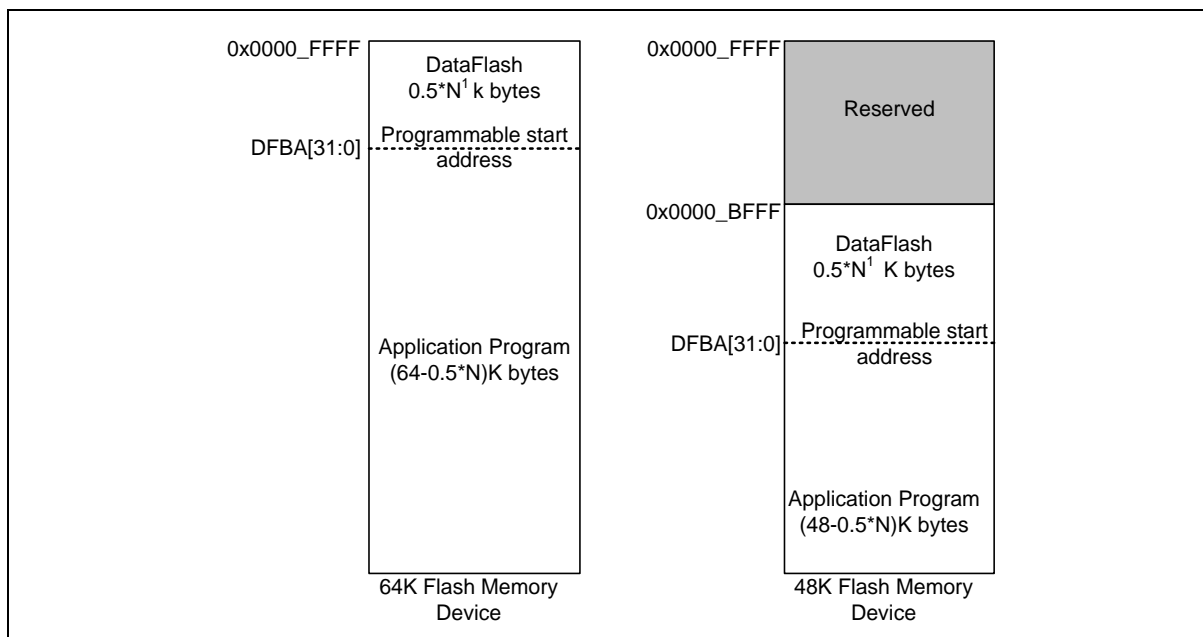 0x0000_FFFF
DataFlash
0.5*N¹ k bytes
DFBA[31:0]
Programmable start
address
Application Program
(64-0.5*N)K bytes
64K Flash Memory
Device
0x0000_FFFF
Reserved
0x0000_BFFF
DataFlash
0.5*N¹ K bytes
DFBA[31:0]
Programmable start
address
Application Program
(48-0.5*N)K bytes
48K Flash Memory
Device